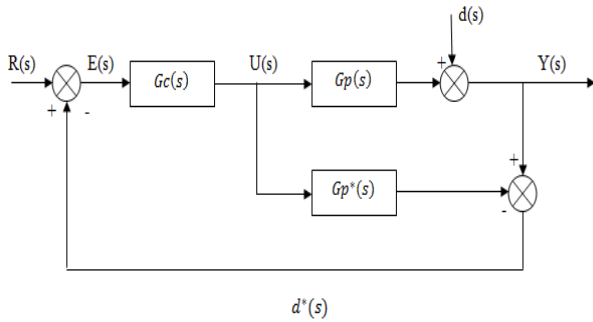 d(s)
R(s) E(s) Gc(s) U(s) Gp(s) + Y(s)
+ -
+
Gp*(s)
-
d*(s)